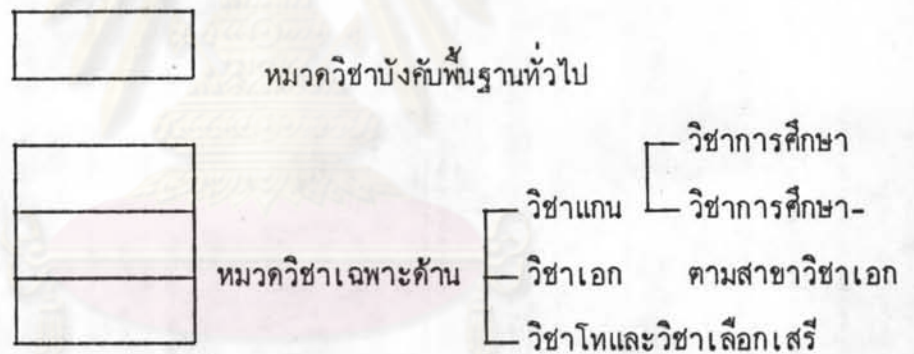 หมวดวิชาบังคับพื้นฐานทั่วไป
วิชาการศึกษา
วิชาแกน วิชาการศึกษา-
หมวดวิชาเฉพาะด้าน วิชาเอก ตามสาขาวิชาเอก
วิชาโทและวิชาเลือกเสรี